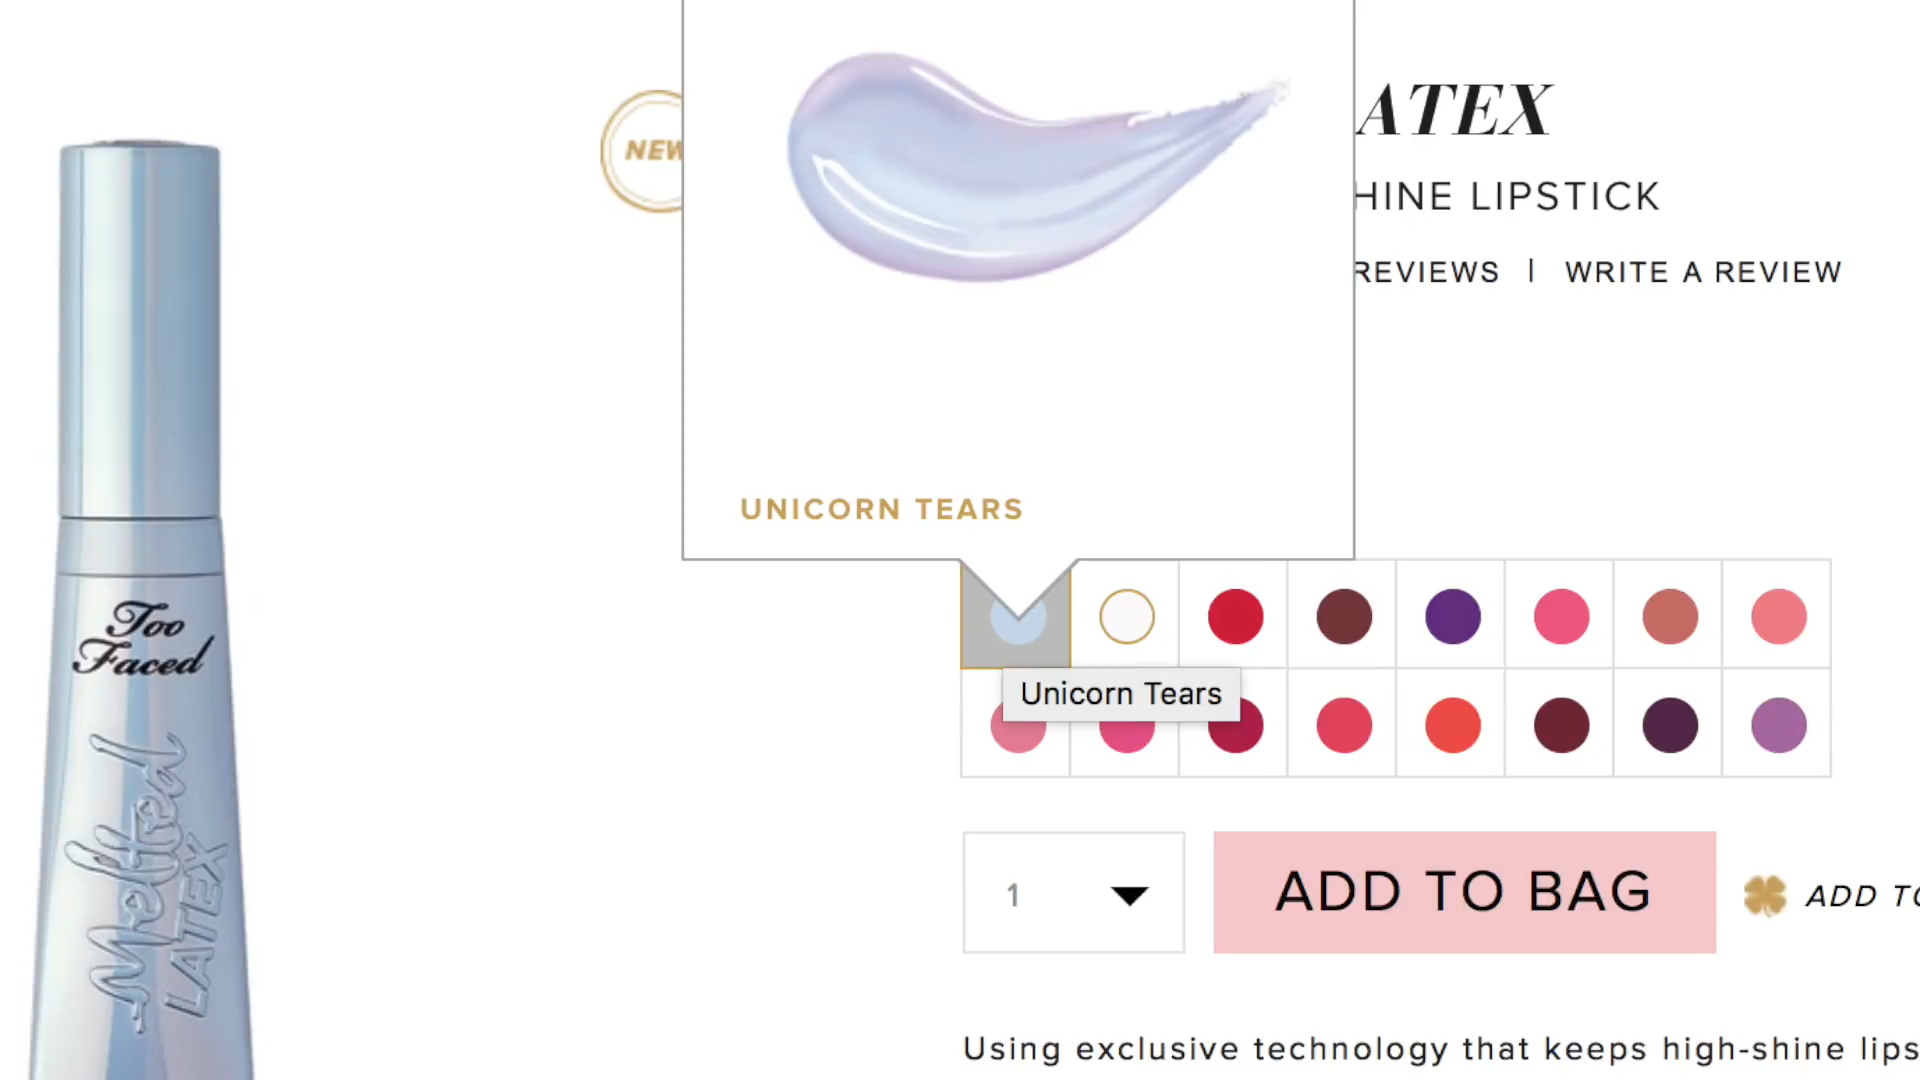 NEW
ATEX
HINE LIPSTICK
REVIEWS | WRITE A REVIEW
UNICORN TEARS
Unicorn Tears
Too
Faced
Melted
LATEX
1
ADD TO BAG
ADD TO
Using exclusive technology that keeps high-shine lips